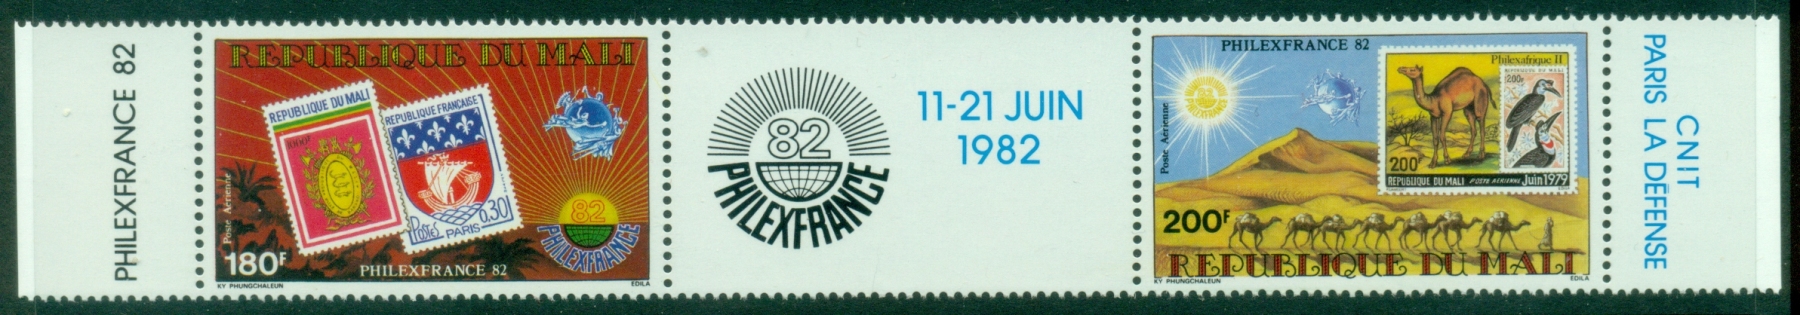 PHILEXFRANCE 82
REPUBLIQUE DU MALI
REPUBLIQUE DU MALI
REPUBLIQUE FRANÇAISE
0,30
Postes
PARIS
Poste Aérienne
82
PHILEXFRANCE
180F
PHILEXFRANCE 82
KY PHUNGCHALEUN
EDILA
82
PHILEXFRANCE
11-21 JUIN
1982
PHILEXFRANCE 82
Poste Aérienne
PHILEXFRANCE
Philexafrique II
REPUBLIQUE DU MALI
200F
200F
REPUBLIQUE DU MALI POSTE AÉRIENNE Juin 1979
200F
REPUBLIQUE DU MALI
KY PHUNGCHALEUN
EDILA
CNIT
PARIS LA DÉFENSE